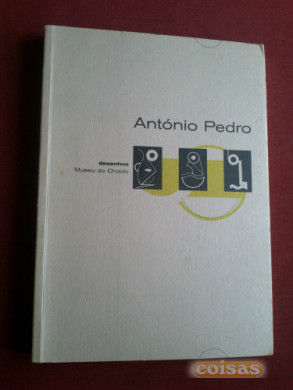 António Pedro
desenhos
Museu do Chiado
coisas